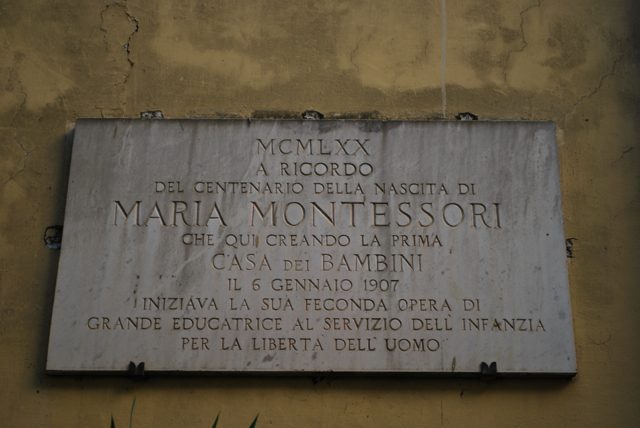 MCMLXX
A RICORDO
DEL CENTENARIO DELLA NASCITA DI
MARIA MONTESSORI
CHE QUI CREANDO LA PRIMA
CASA DEI BAMBINI
IL 6 GENNAIO 1907
INIZIAVA LA SUA FECONDA OPERA DI
GRANDE EDUCATRICE AL SERVIZIO DELL'INFANZIA
PER LA LIBERTA DELL'UOMO